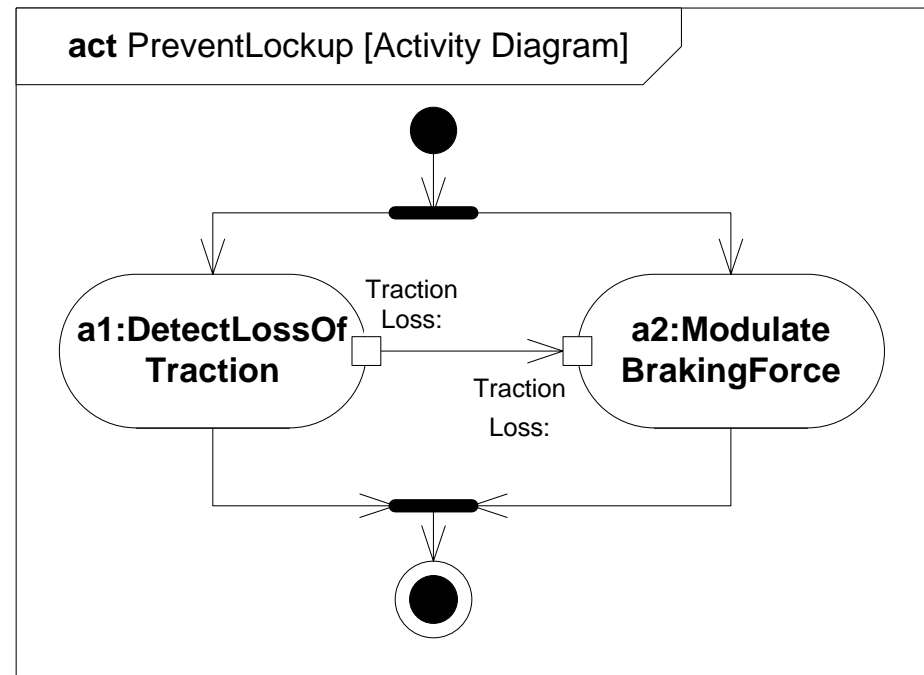 act PreventLockup [Activity Diagram]
Traction
Loss:
a1:DetectLossOf
Traction
a2:Modulate
BrakingForce
Traction
Loss: